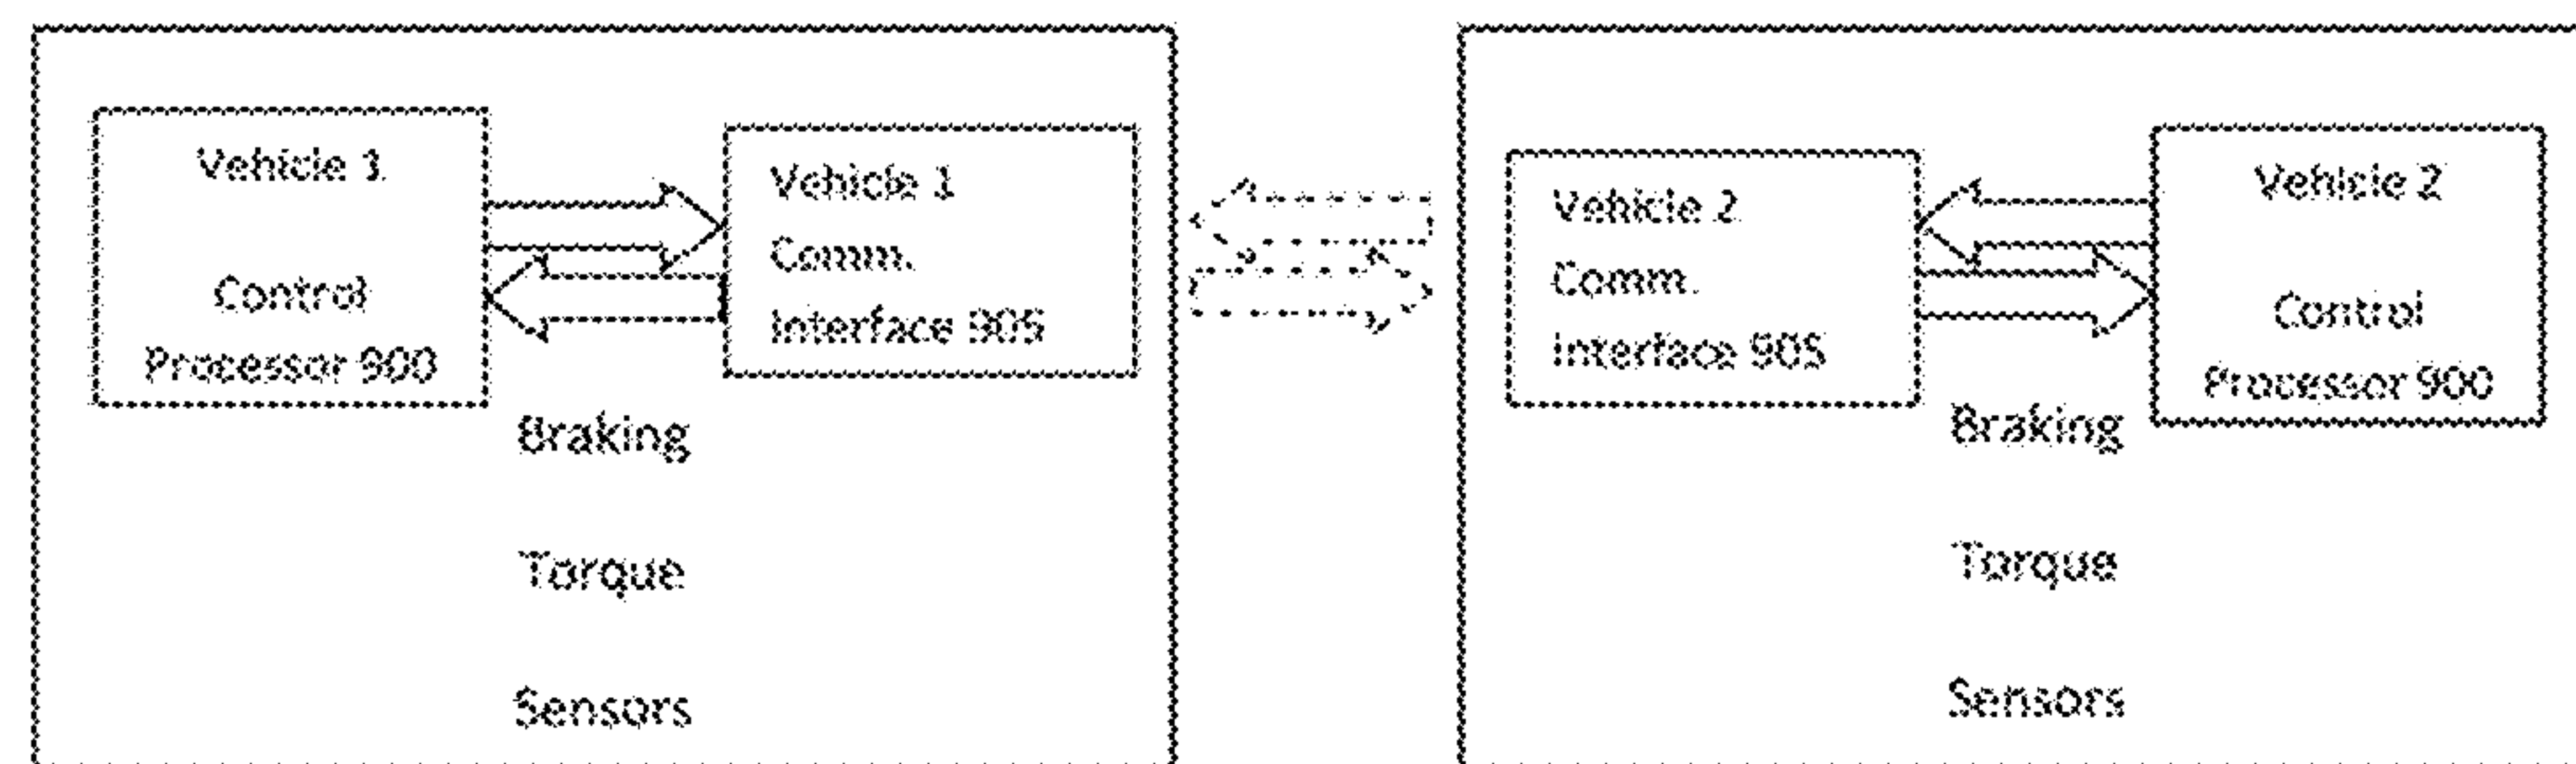 Vehicle 1
Control
Processor 900
Vehicle 1
Comm.
Interface 905
Braking
Torque
Sensors
Vehicle 2
Comm.
Interface 905
Vehicle 2
Control
Processor 900
Braking
Torque
Sensors